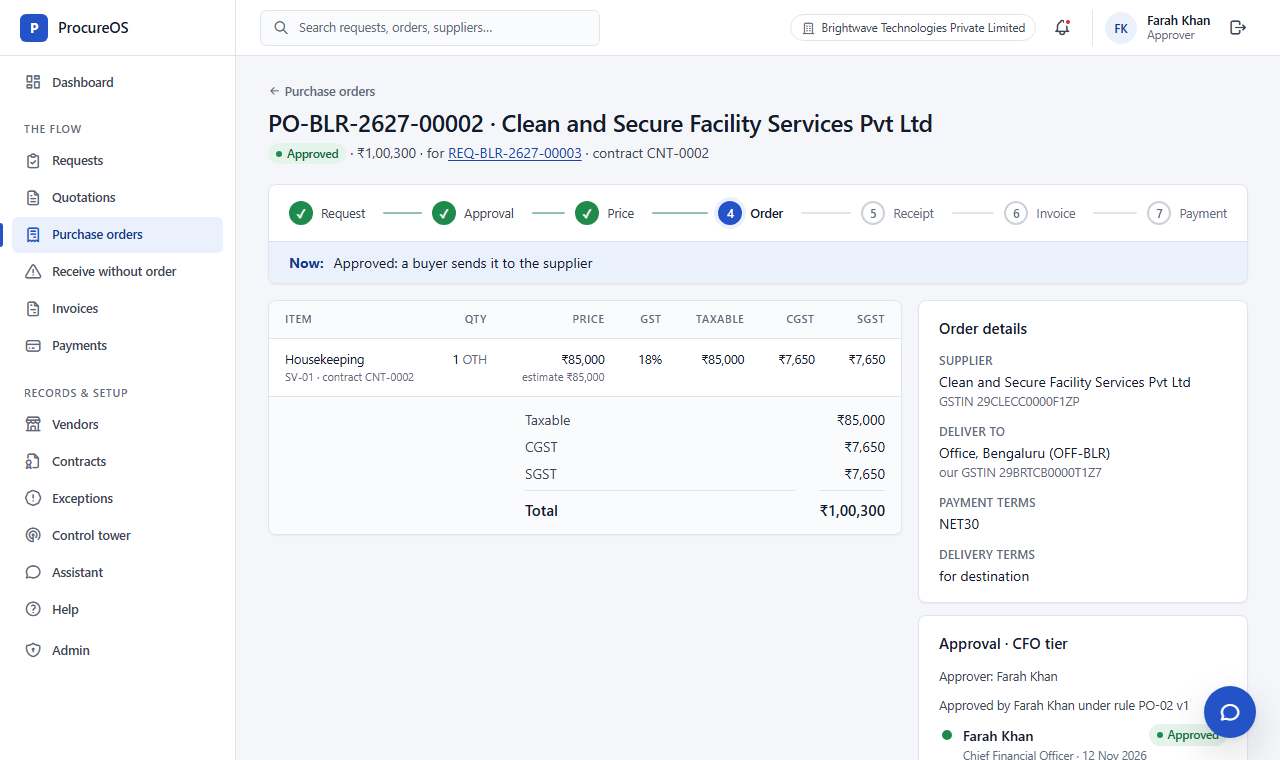 P ProcureOS
Search requests, orders, suppliers...
Brightwave Technologies Private Limited
FK
Farah Khan
Approver
Dashboard
THE FLOW
Requests
Quotations
Purchase orders
Receive without order
Invoices
Payments
RECORDS & SETUP
Vendors
Contracts
Exceptions
Control tower
Assistant
Help
Admin
← Purchase orders
PO-BLR-2627-00002 · Clean and Secure Facility Services Pvt Ltd
Approved · ₹1,00,300 · for REQ-BLR-2627-00003 · contract CNT-0002
Request Approval Price 4 Order 5 Receipt 6 Invoice 7 Payment
Now: Approved: a buyer sends it to the supplier
ITEM QTY PRICE GST TAXABLE CGST SGST
Housekeeping 1 OTH ₹85,000 18% ₹85,000 ₹7,650 ₹7,650
SV-01 · contract CNT-0002 estimate ₹85,000
Taxable ₹85,000
CGST ₹7,650
SGST ₹7,650
Total ₹1,00,300
Order details
SUPPLIER
Clean and Secure Facility Services Pvt Ltd
GSTIN 29CLECC0000F1ZP
DELIVER TO
Office, Bengaluru (OFF-BLR)
our GSTIN 29BRTCB0000T1Z7
PAYMENT TERMS
NET30
DELIVERY TERMS
for destination
Approval · CFO tier
Approver: Farah Khan
Approved by Farah Khan under rule PO-02 v1
Farah Khan Approved
Chief Financial Officer · 12 Nov 2026